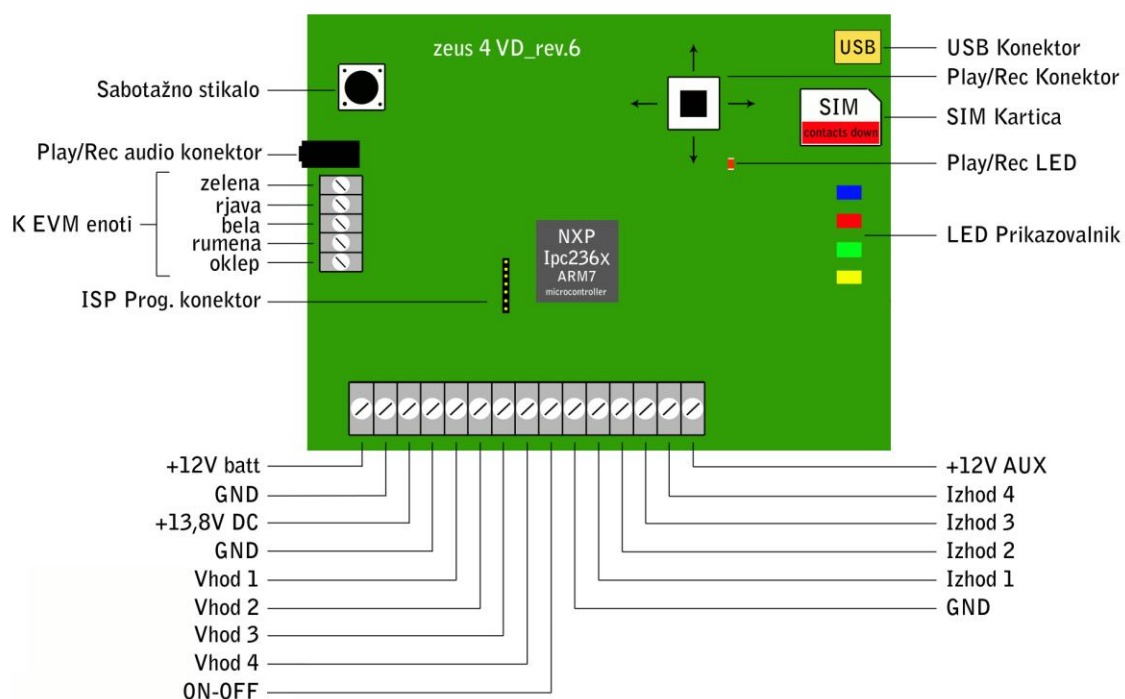 zeus 4 VD_rev.6
USB
USB Konektor
Play/Rec Konektor
Sabotažno stikalo
SIM
contacts down
SIM Kartica
Play/Rec audio konektor
Play/Rec LED
zelena
rjava
bela
rumena
oklep
K EVM enoti
LED Prikazovalnik
NXP
Ipc236x
ARM7
microcontroller
ISP Prog. konektor
+12V batt
GND
+13,8V DC
GND
Vhod 1
Vhod 2
Vhod 3
Vhod 4
ON-OFF
+12V AUX
Izhod 4
Izhod 3
Izhod 2
Izhod 1
GND